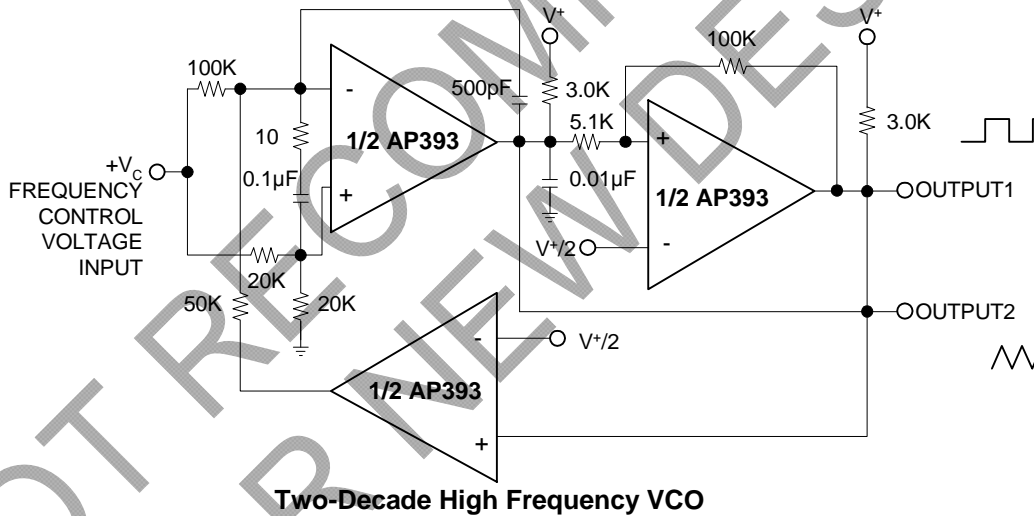 V+
V+
100K
100K
500pF
3.0K
5.1K
3.0K
-
10
1/2 AP393
+
0.1µF
0.01µF
1/2 AP393
+VC
FREQUENCY
CONTROL
VOLTAGE
INPUT
+
OUTPUT1
V+/2
-
20K
50K
20K
OUTPUT2
-
V+/2
1/2 AP393
+
Two-Decade High Frequency VCO